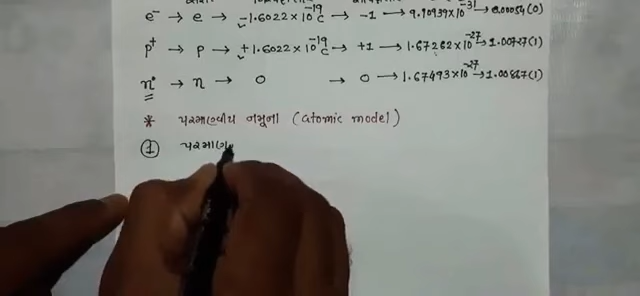 e⁻ → e → -1.6022 × 10⁻¹⁹ C → -1 → 9.10939×10⁻³¹ → 0.00054 (0)
p⁺ → p → +1.6022 × 10⁻¹⁹ C → +1 → 1.67262 ×10⁻²⁷ → 1.00727 (1)
n° → n → 0 → 0 → 1.67493×10⁻²⁷ → 1.00867 (1)
* પરમાણ્વીય નમૂના (atomic model)
① પરમાણ